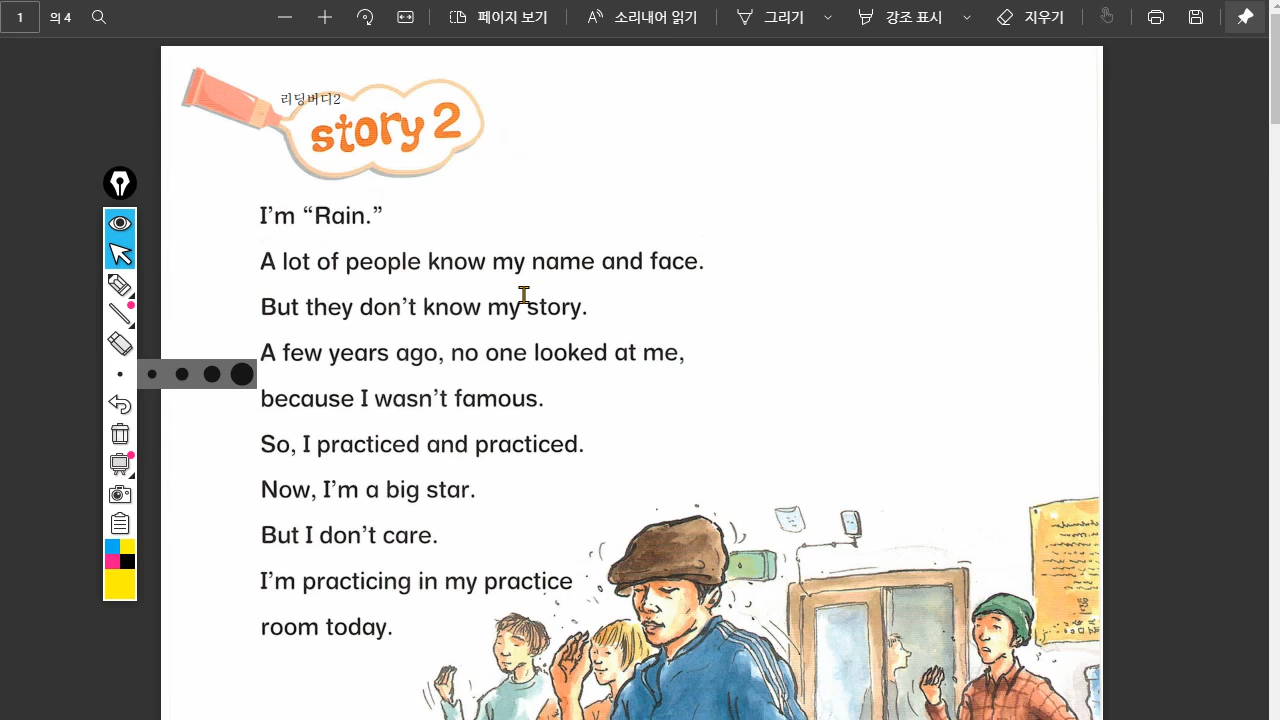 1
의 4
페이지 보기
소리내어 읽기
그리기
강조 표시
지우기
리딩버디2
story 2
I'm “Rain.”
A lot of people know my name and face.
But they don't know my story.
A few years ago, no one looked at me,
because I wasn't famous.
So, I practiced and practiced.
Now, I'm a big star.
But I don't care.
I'm practicing in my practice
room today.